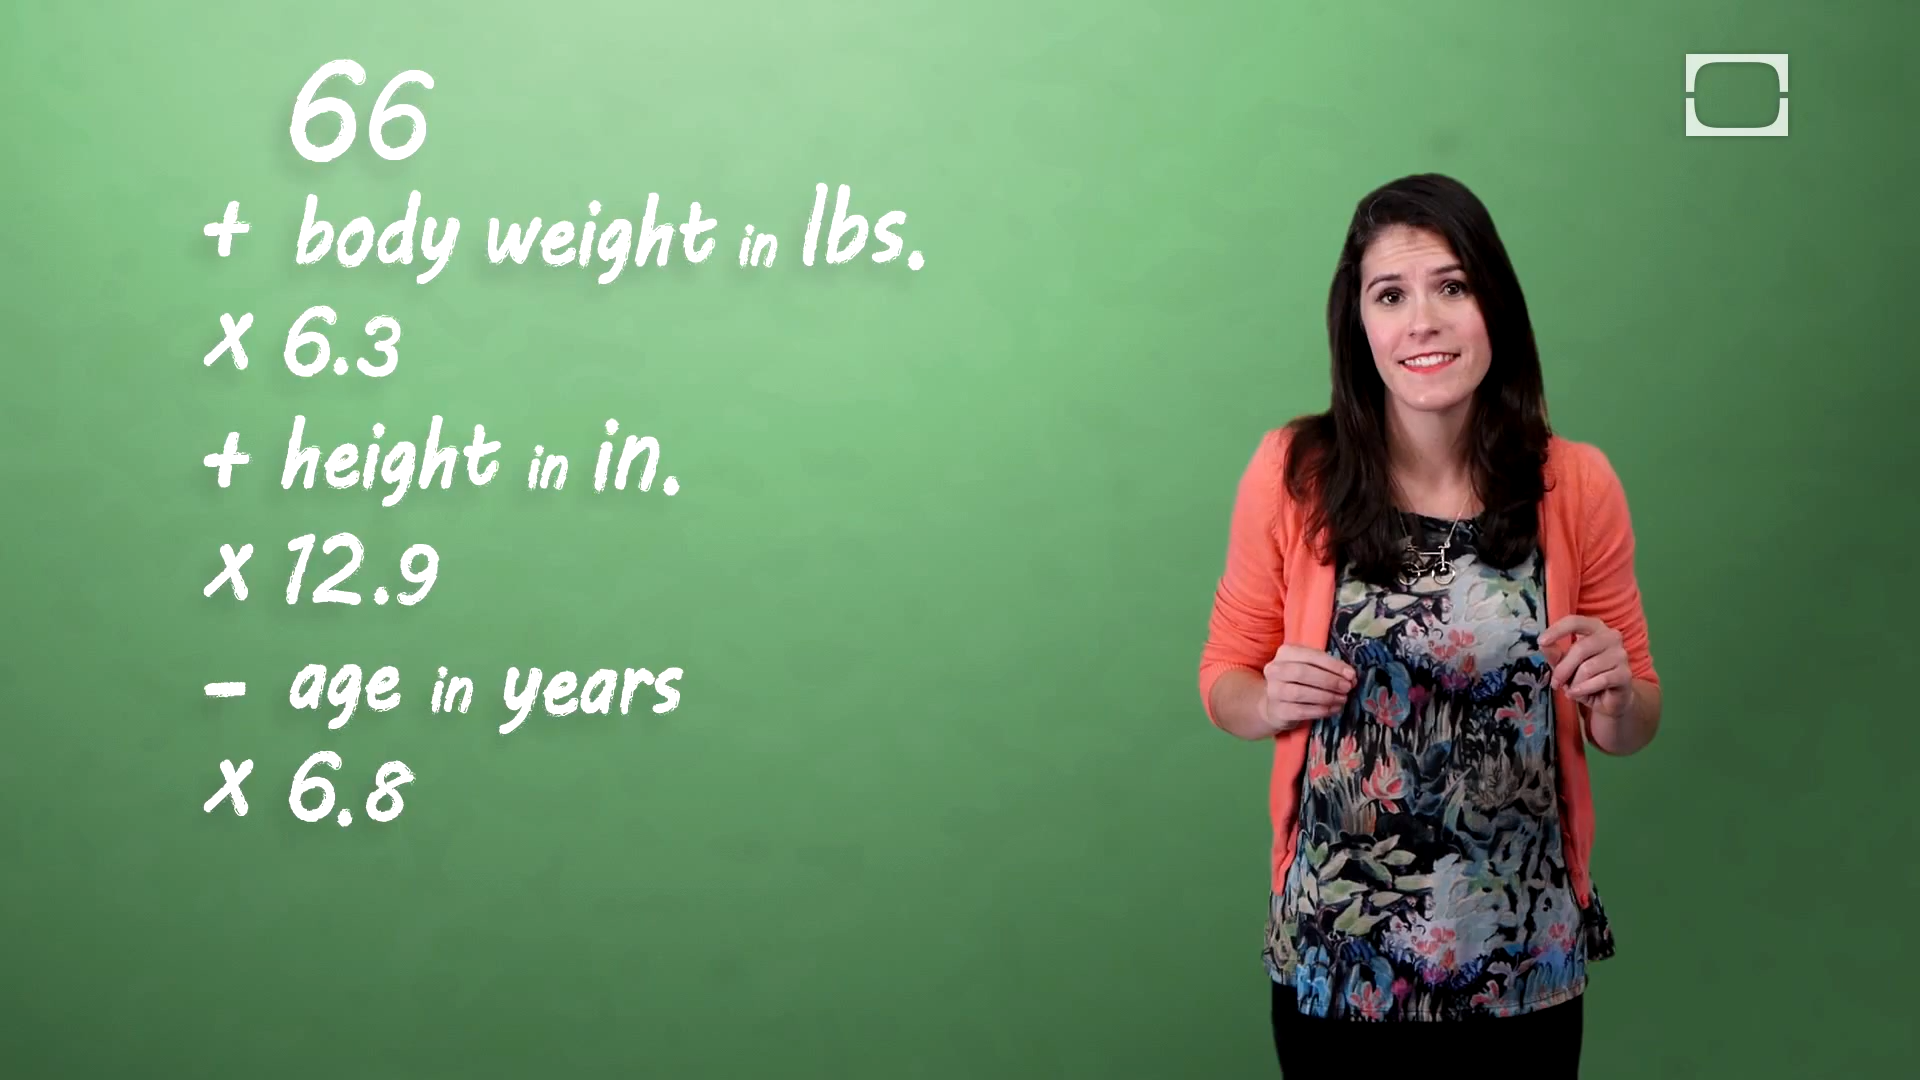 66
+ body weight in lbs.
x 6.3
+ height in in.
x 12.9
- age in years
x 6.8